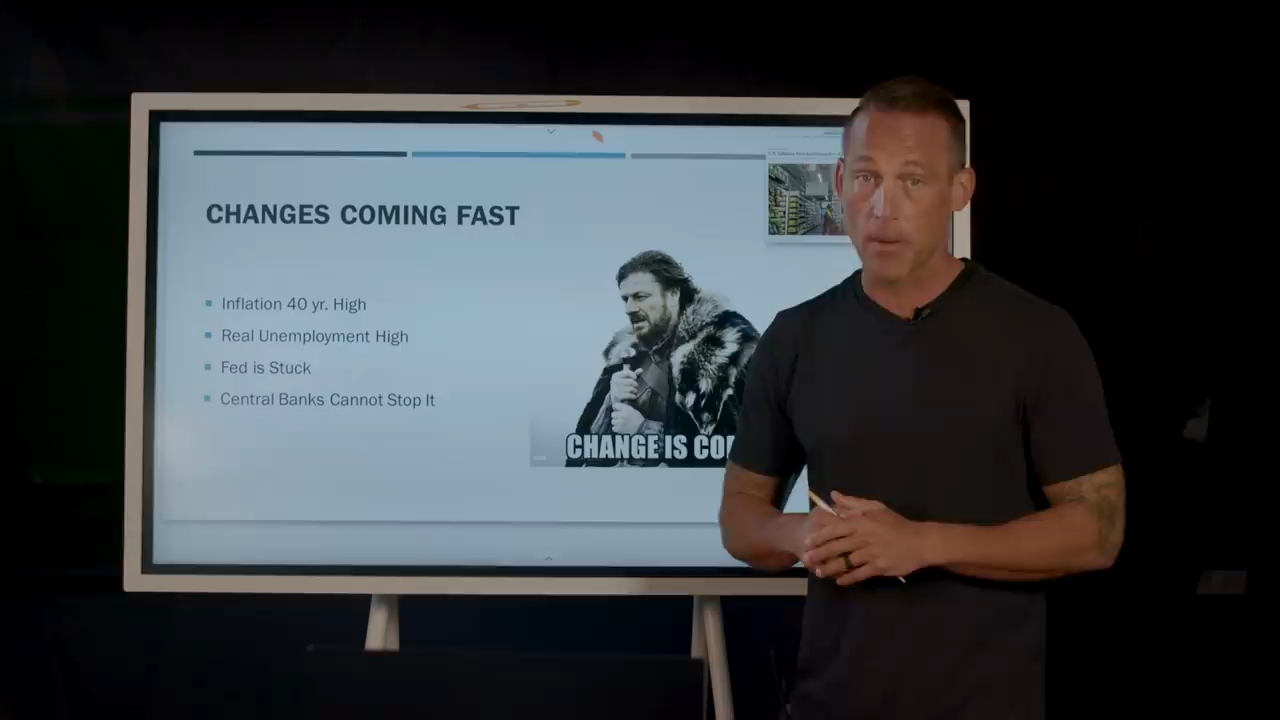 CHANGES COMING FAST
Inflation 40 yr. High
Real Unemployment High
Fed is Stuck
Central Banks Cannot Stop It
CHANGE IS CO